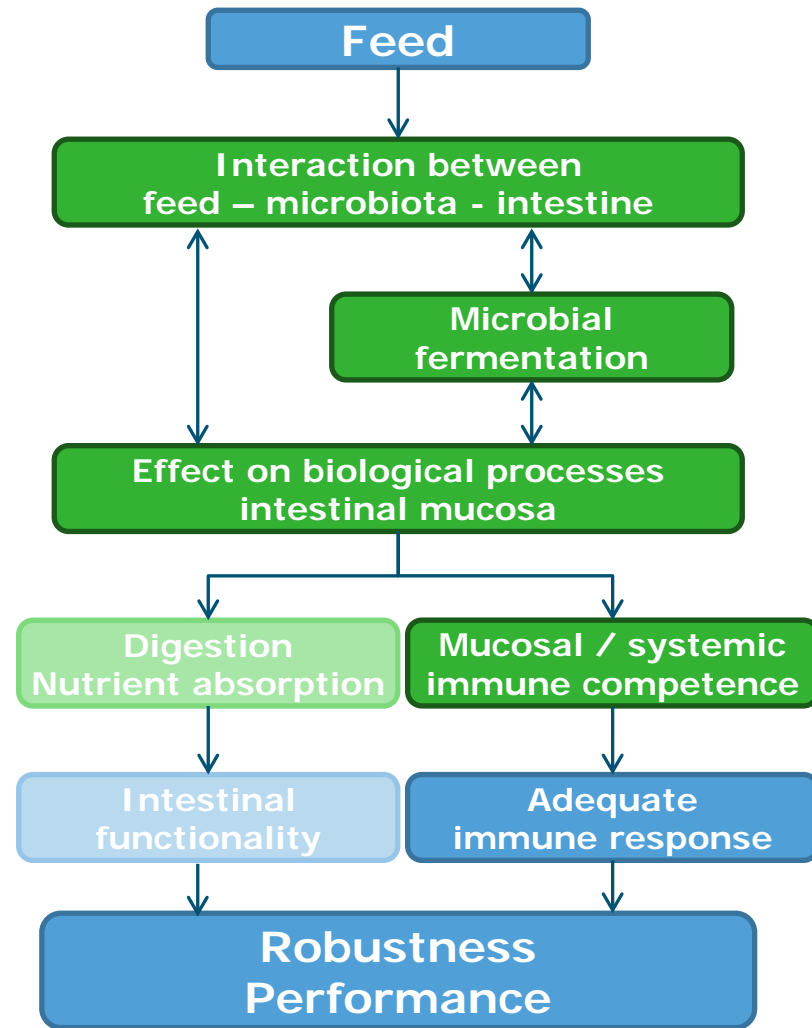 Feed
Interaction between
feed – microbiota - intestine
Microbial
fermentation
Effect on biological processes
intestinal mucosa
Digestion
Nutrient absorption
Mucosal / systemic
immune competence
Intestinal
functionality
Adequate
immune response
Robustness
Performance